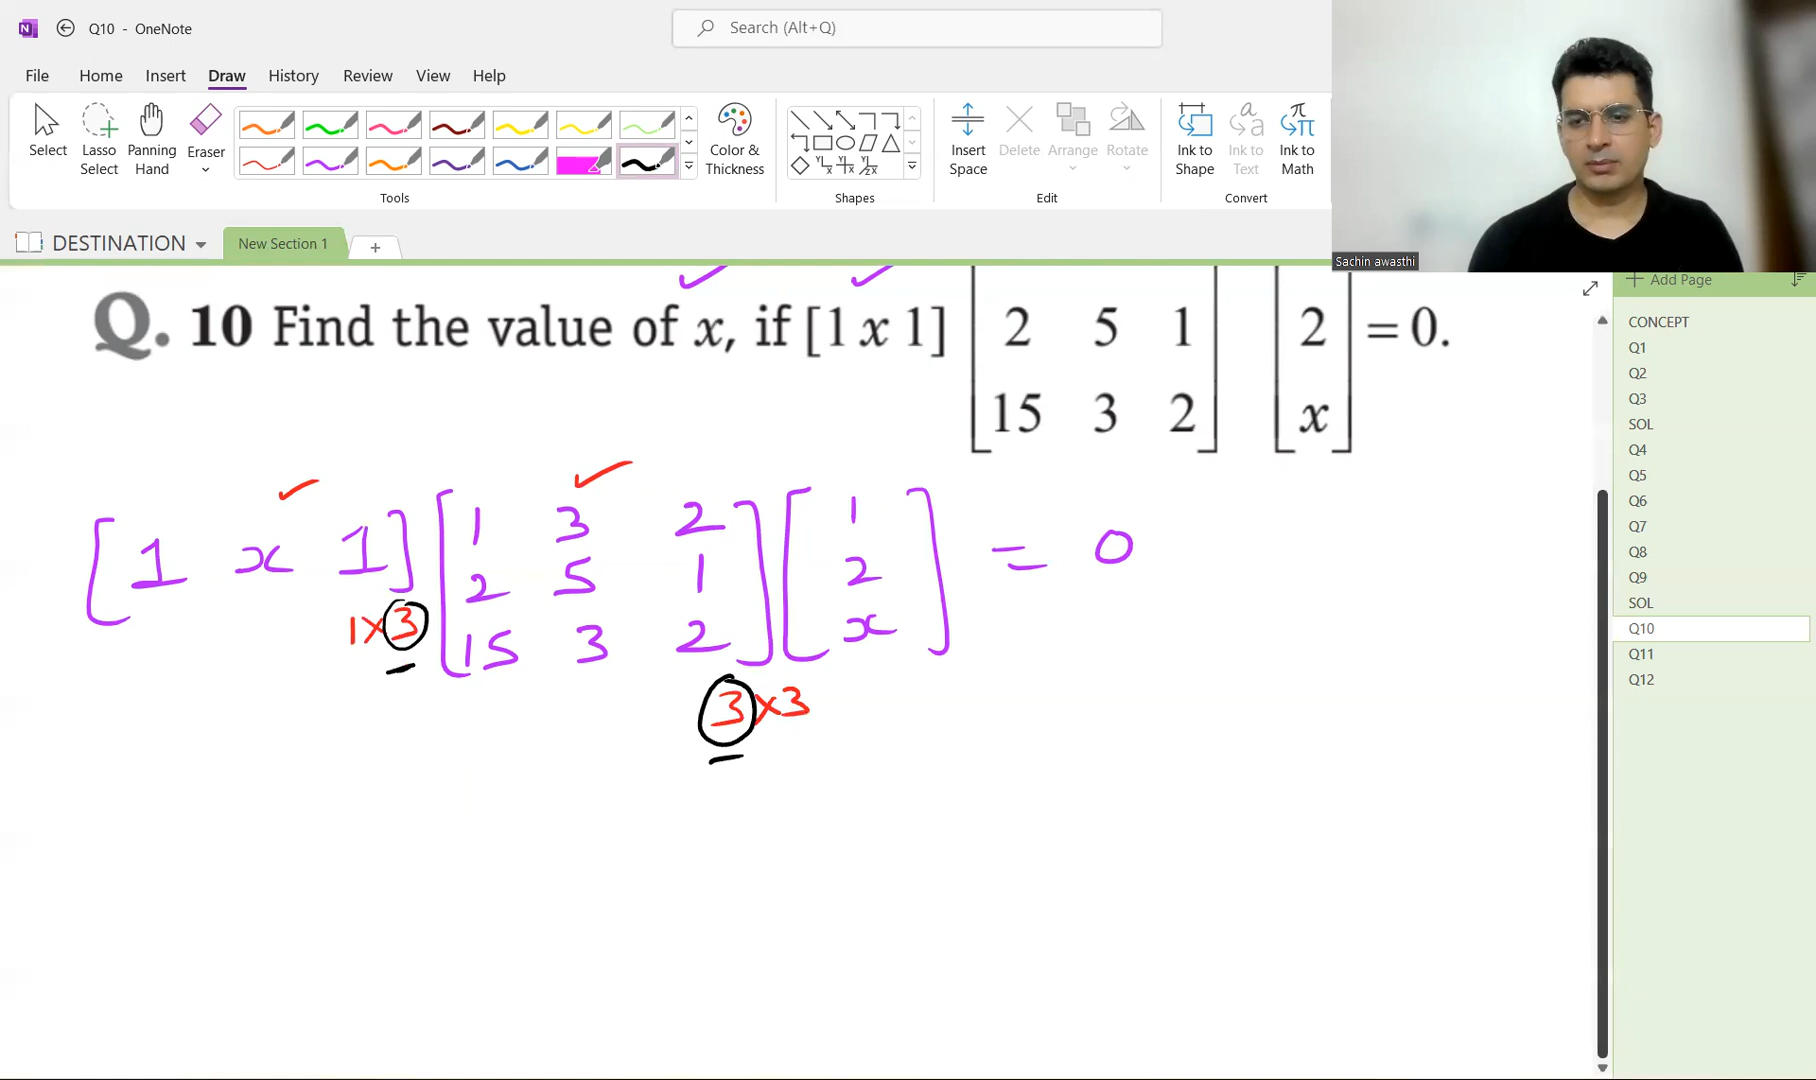 Q10 - OneNote
Search (Alt+Q)
File Home Insert Draw History Review View Help
Select Lasso Select Panning Hand Eraser Color & Thickness Insert Space Delete Arrange Rotate Ink to Shape Ink to Text Ink to Math
Tools Shapes Edit Convert
Sachin awasthi
DESTINATION New Section 1 +
Add Page
CONCEPT
Q1
Q2
Q3
SOL
Q4
Q5
Q6
Q7
Q8
Q9
SOL
Q10
Q11
Q12
Q. 10 Find the value of x, if [1 x 1] [2 5 1] [2] = 0.
15 3 2 x
[1 x 1] [1 3 2] [1] = 0
2 5 1 2
15 3 2 x
1×3
3×3